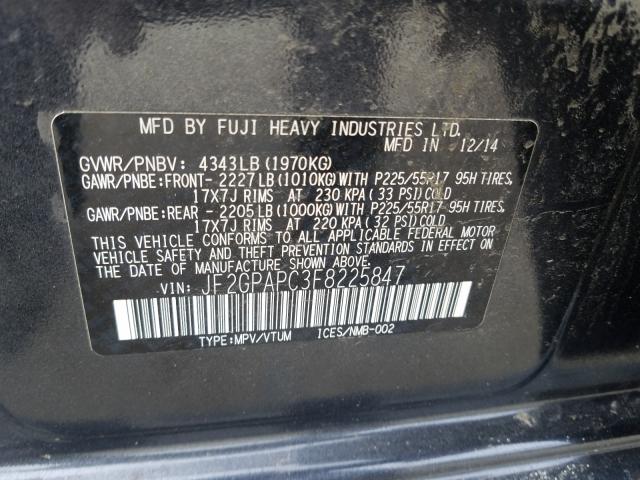 MFD BY FUJI HEAVY INDUSTRIES LTD.
MFD IN 12/14
GVWR/PNBV: 4343LB(1970KG)
GAWR/PNBE:FRONT- 2227LB(1010KG)WITH P225/55R17 95H TIRES,
17X7J RIMS AT 230 KPA(33 PSI)COLD
GAWR/PNBE:REAR - 2205LB(1000KG)WITH P225/55R17 95H TIRES,
17X7J RIMS AT 220 KPA(32 PSI)COLD
THIS VEHICLE CONFORMS TO ALL APPLICABLE FEDERAL MOTOR
VEHICLE SAFETY AND THEFT PREVENTION STANDARDS IN EFFECT
ON THE DATE OF MANUFACTURE SHOWN ABOVE.
VIN: JF2GPAPC3F8225847
TYPE:MPV/VTUM ICES/NMB-002